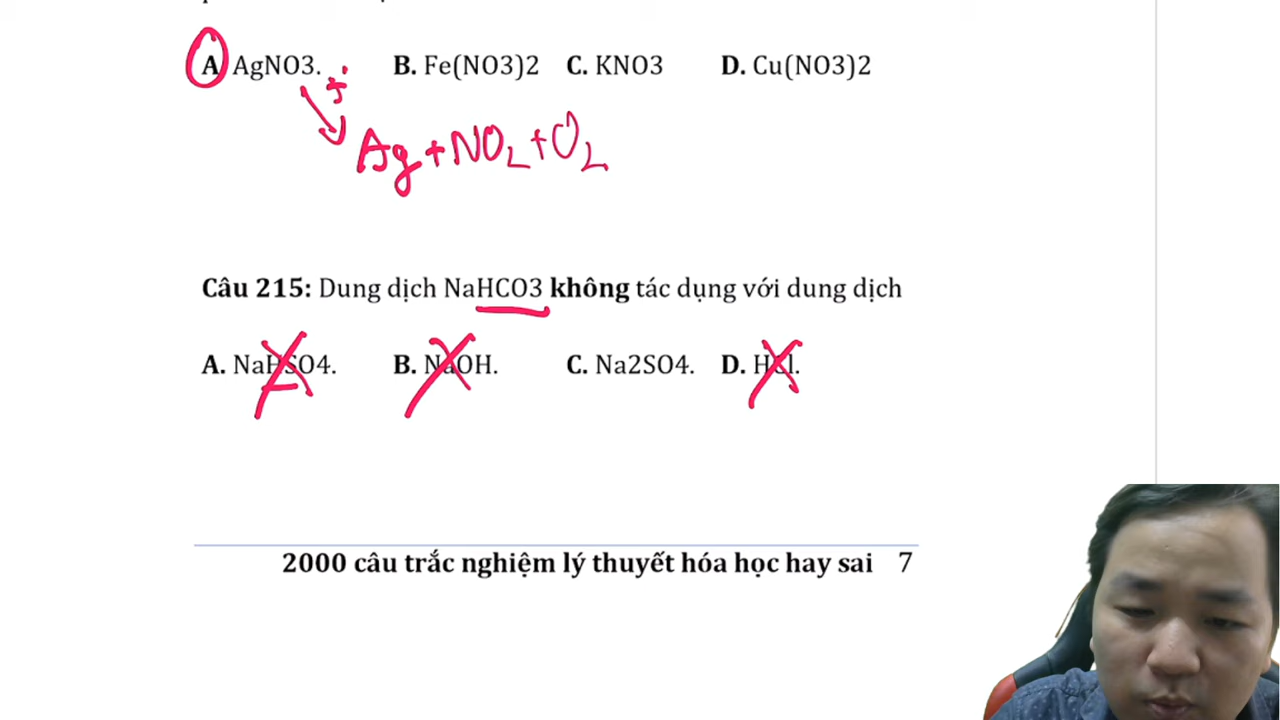 A AgNO3. B. Fe(NO3)2 C. KNO3 D. Cu(NO3)2
Ag + NO2 + O2
Câu 215: Dung dịch NaHCO3 không tác dụng với dung dịch
A. NaHSO4. B. NaOH. C. Na2SO4. D. HCl.
2000 câu trắc nghiệm lý thuyết hóa học hay sai 7